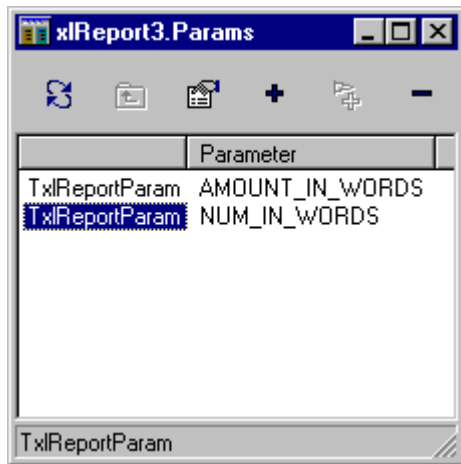 xlReport3.Params
Parameter
TxlReportParam AMOUNT_IN_WORDS
TxlReportParam NUM_IN_WORDS
TxlReportParam